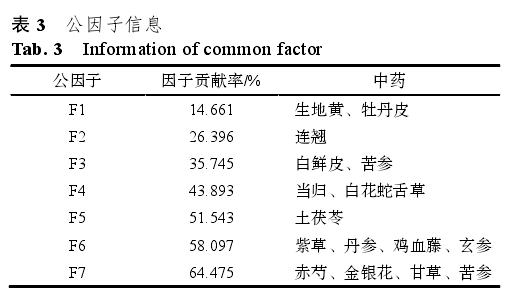 表 3 公因子信息
Tab. 3 Information of common factor
公因子 因子贡献率/% 中药
F1 14.661 生地黄、牡丹皮
F2 26.396 连翘
F3 35.745 白鲜皮、苦参
F4 43.893 当归、白花蛇舌草
F5 51.543 土茯苓
F6 58.097 紫草、丹参、鸡血藤、玄参
F7 64.475 赤芍、金银花、甘草、苦参